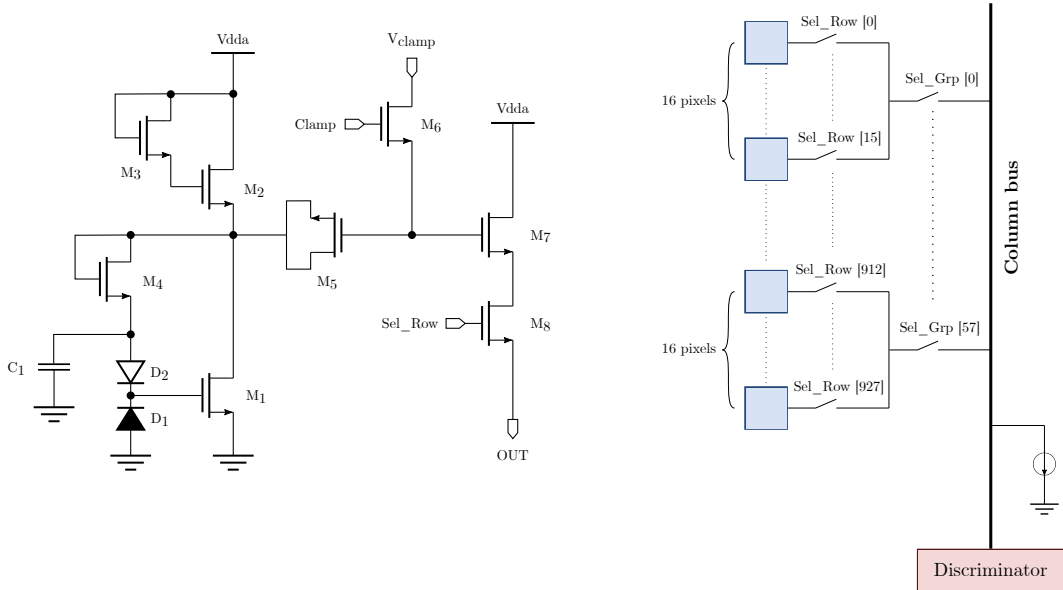 Vdda
M3
M2
M4
C1
D2
D1
M1
Vclamp
Clamp
M6
Vdda
M5
M7
Sel_Row
M8
OUT
Sel_Row [0]
16 pixels
Sel_Grp [0]
Sel_Row [15]
Column bus
Sel_Row [912]
16 pixels
Sel_Grp [57]
Sel_Row [927]
Discriminator